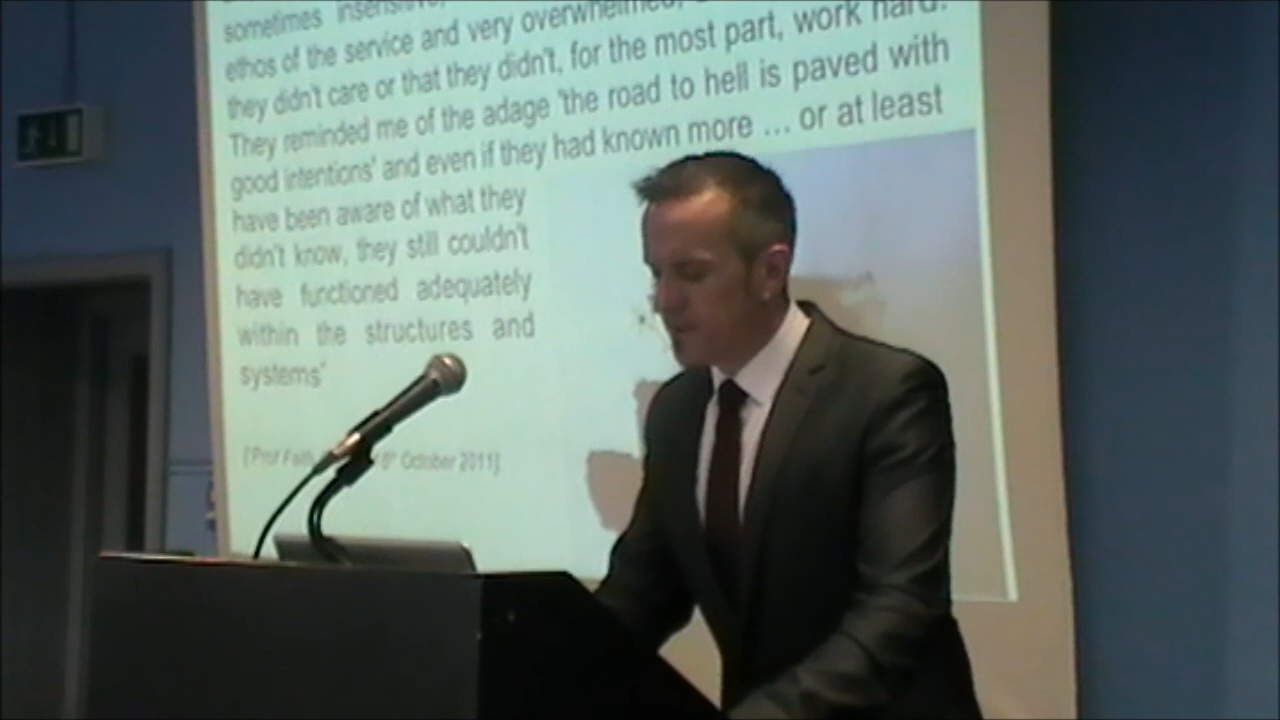 sometimes insensitive,
ethos of the service and very overwhelmed,
they didn't care or that they didn't, for the most part, work hard.
They reminded me of the adage 'the road to hell is paved with
good intentions' and even if they had known more ... or at least
have been aware of what they
didn't know, they still couldn't
have functioned adequately
within the structures and
systems'
['Prof October 2011]